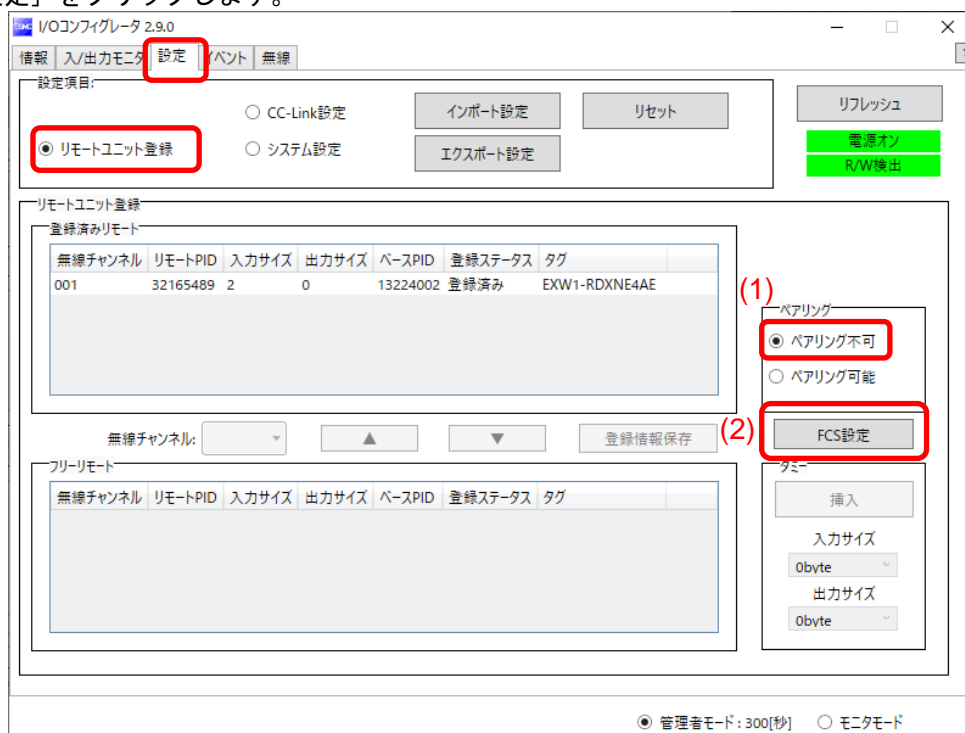 」をクリックします。
I/Oコンフィグレータ 2.9.0
情報 入/出力モニタ 設定 イベント 無線
設定項目:
CC-Link設定 インポート設定 リセット リフレッシュ
リモートユニット登録 システム設定 エクスポート設定 電源オン
R/W検出
リモートユニット登録
登録済みリモート
無線チャンネル リモートPID 入力サイズ 出力サイズ ベースPID 登録ステータス タグ
001 32165489 2 0 13224002 登録済み EXW1-RDXNE4AE
(1)
ペアリング
ペアリング不可
ペアリング可能
無線チャンネル: ▲ ▼ 登録情報保存 (2) FCS設定
フリーリモート
無線チャンネル リモートPID 入力サイズ 出力サイズ ベースPID 登録ステータス タグ
ダミー
挿入
入力サイズ
0byte
出力サイズ
0byte
管理者モード : 300[秒] モニタモード